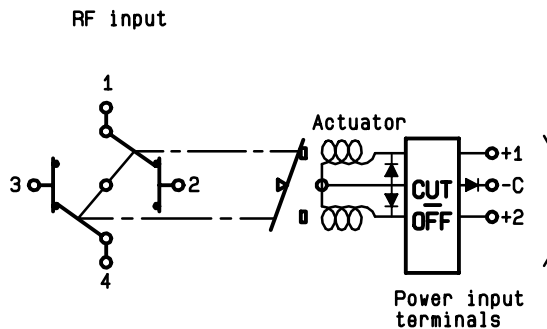 RF input
1
Actuator
+1
3
2
CUT
OFF
-C
+2
4
Power input
terminals